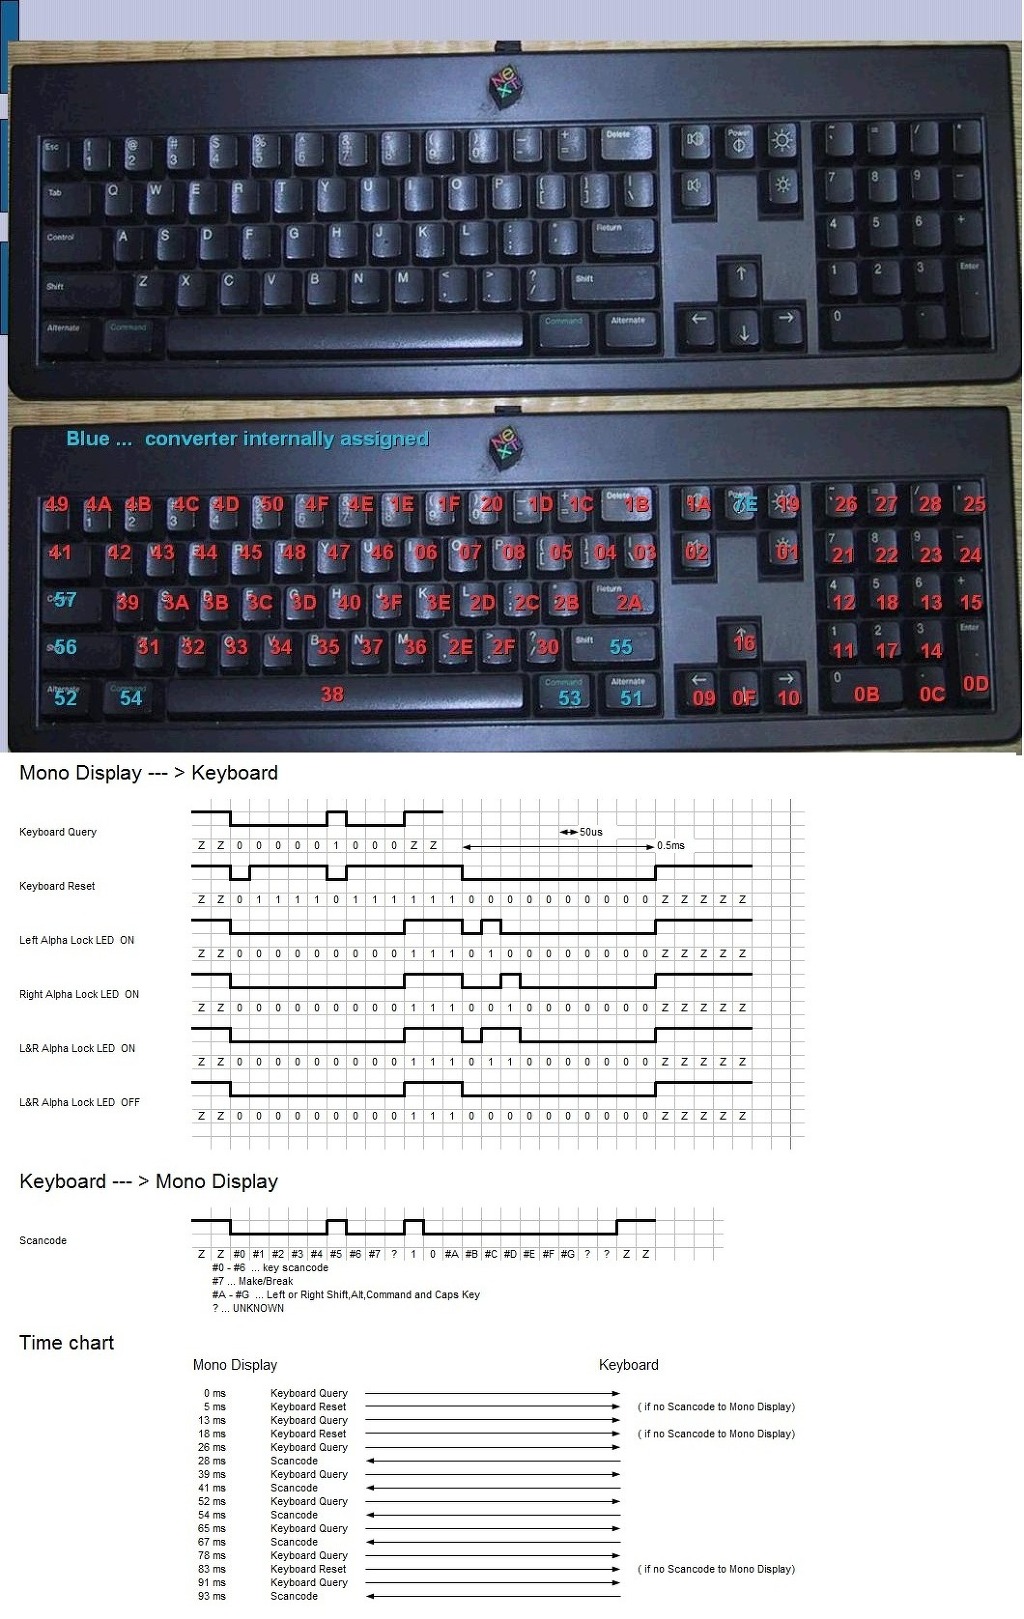 NeXT
Esc ! @ # $ % ^ & * ( ) _ + Delete Power ~ = / *
1 2 3 4 5 6 7 8 9 0 - =
Tab Q W E R T Y U I O P { } | 7 8 9 -
[ ] \
Control A S D F G H J K L : " Return 4 5 6 +
; '
Shift Z X C V B N M < > ? Shift ↑ 1 2 3 Enter
, . /
Alternate Command Command Alternate ← ↓ → 0 .
Blue ... converter internally assigned
NeXT
49 4A 4B 4C 4D 50 4F 4E 1E 1F 20 1D 1C 1B 1A 7E 19 26 27 28 25
41 42 43 44 45 48 47 46 06 07 08 05 04 03 02 01 21 22 23 24
57 39 3A 3B 3C 3D 40 3F 3E 2D 2C 2B 2A 12 18 13 15
56 31 32 33 34 35 37 36 2E 2F 30 55 16 11 17 14
52 54 38 53 51 09 0F 10 0B 0C 0D
Mono Display --- > Keyboard
Keyboard Query
50us
Z Z 0 0 0 0 0 1 0 0 0 Z Z
0.5ms
Keyboard Reset
Z Z 0 1 1 1 1 0 1 1 1 1 1 1 0 0 0 0 0 0 0 0 0 0 Z Z Z Z Z
Left Alpha Lock LED ON
Z Z 0 0 0 0 0 0 0 0 0 1 1 1 0 1 0 0 0 0 0 0 0 0 Z Z Z Z Z
Right Alpha Lock LED ON
Z Z 0 0 0 0 0 0 0 0 0 1 1 1 0 0 1 0 0 0 0 0 0 0 Z Z Z Z Z
L&R Alpha Lock LED ON
Z Z 0 0 0 0 0 0 0 0 0 1 1 1 0 1 1 0 0 0 0 0 0 0 Z Z Z Z Z
L&R Alpha Lock LED OFF
Z Z 0 0 0 0 0 0 0 0 0 1 1 1 0 0 0 0 0 0 0 0 0 0 Z Z Z Z Z
Keyboard --- > Mono Display
Scancode
Z Z #0 #1 #2 #3 #4 #5 #6 #7 ? 1 0 #A #B #C #D #E #F #G ? ? Z Z
#0 - #6 ... key scancode
#7 ... Make/Break
#A - #G ... Left or Right Shift,Alt,Command and Caps Key
? ... UNKNOWN
Time chart
Mono Display Keyboard
0 ms Keyboard Query
5 ms Keyboard Reset ( if no Scancode to Mono Display)
13 ms Keyboard Query
18 ms Keyboard Reset ( if no Scancode to Mono Display)
26 ms Keyboard Query
28 ms Scancode
39 ms Keyboard Query
41 ms Scancode
52 ms Keyboard Query
54 ms Scancode
65 ms Keyboard Query
67 ms Scancode
78 ms Keyboard Query
83 ms Keyboard Reset ( if no Scancode to Mono Display)
91 ms Keyboard Query
93 ms Scancode